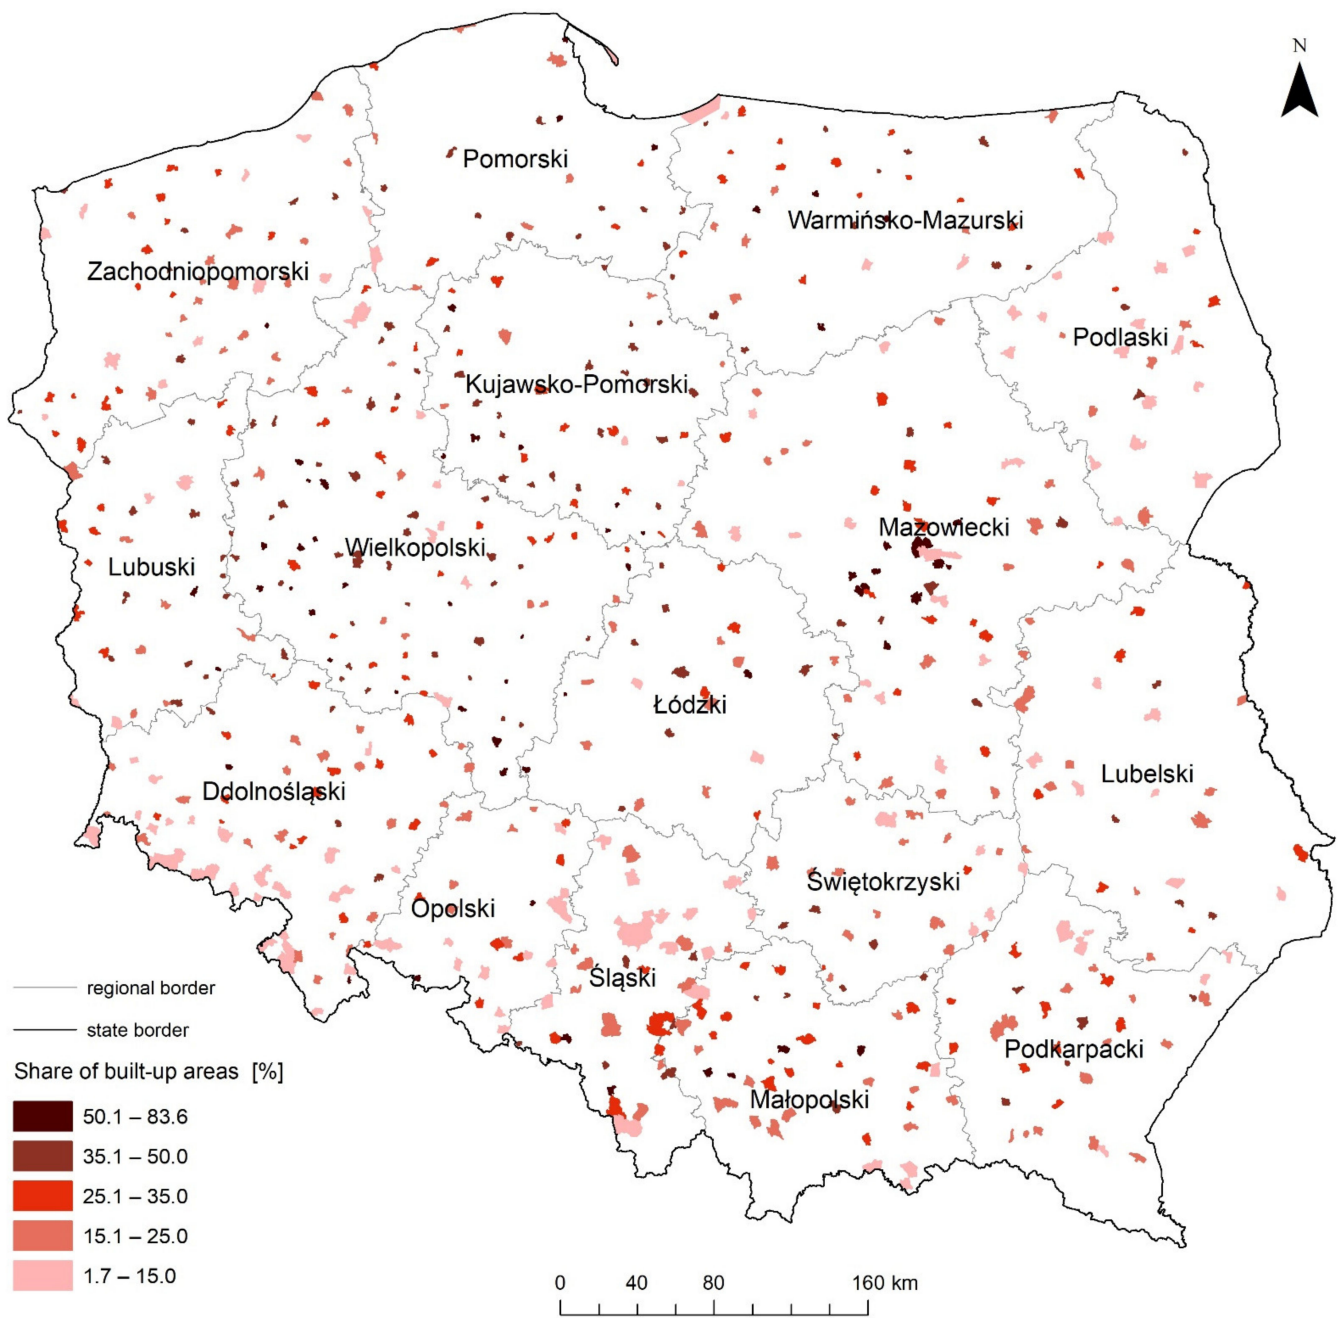 N
Pomorski
Warmińsko-Mazurski
Zachodniopomorski
Podlaski
Kujawsko-Pomorski
Mazowiecki
Wielkopolski
Lubuski
Łódzki
Lubelski
Ddolnośląski
Świętokrzyski
Opolski
Śląski
Podkarpacki
Małopolski
regional border
state border
Share of built-up areas [%]
50.1 – 83.6
35.1 – 50.0
25.1 – 35.0
15.1 – 25.0
1.7 – 15.0
0 40 80 160 km